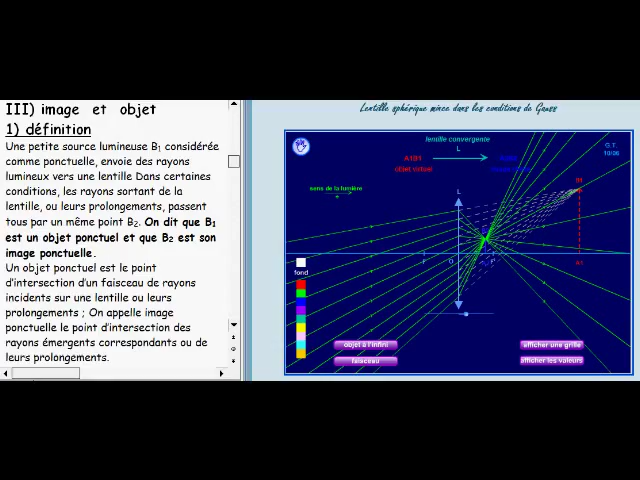 III) image et objet
1) définition
Une petite source lumineuse B1 considérée
comme ponctuelle, envoie des rayons
lumineux vers une lentille Dans certaines
conditions, les rayons sortant de la
lentille, ou leurs prolongements, passent
tous par un même point B2. On dit que B1
est un objet ponctuel et que B2 est son
image ponctuelle.
Un objet ponctuel est le point
d'intersection d'un faisceau de rayons
incidents sur une lentille ou leurs
prolongements ; On appelle image
ponctuelle le point d'intersection des
rayons émergents correspondants ou de
leurs prolongements.
Lentille sphérique mince dans les conditions de Gauss
lentille convergente
L
A1B1
objet virtuel
G.T.
sens de la lumière
+
B1
L
F
O
F'
A1
fond
objet à l'infini
afficher une grille
faisceau
afficher les valeurs